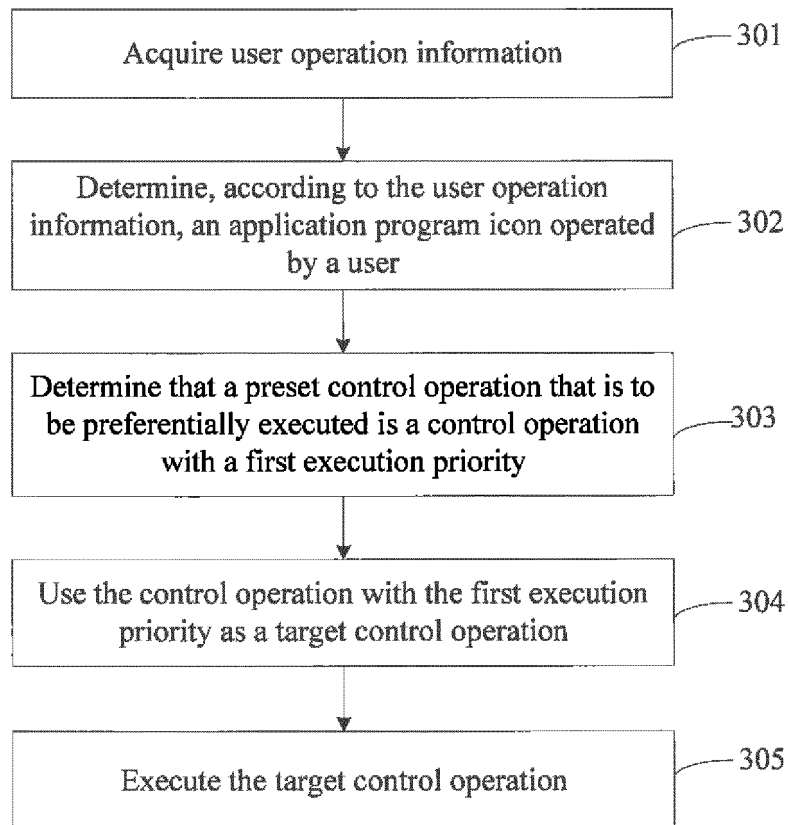 Acquire user operation information
301
Determine, according to the user operation
information, an application program icon operated
by a user
302
Determine that a preset control operation that is to
be preferentially executed is a control operation
with a first execution priority
303
Use the control operation with the first execution
priority as a target control operation
304
Execute the target control operation
305